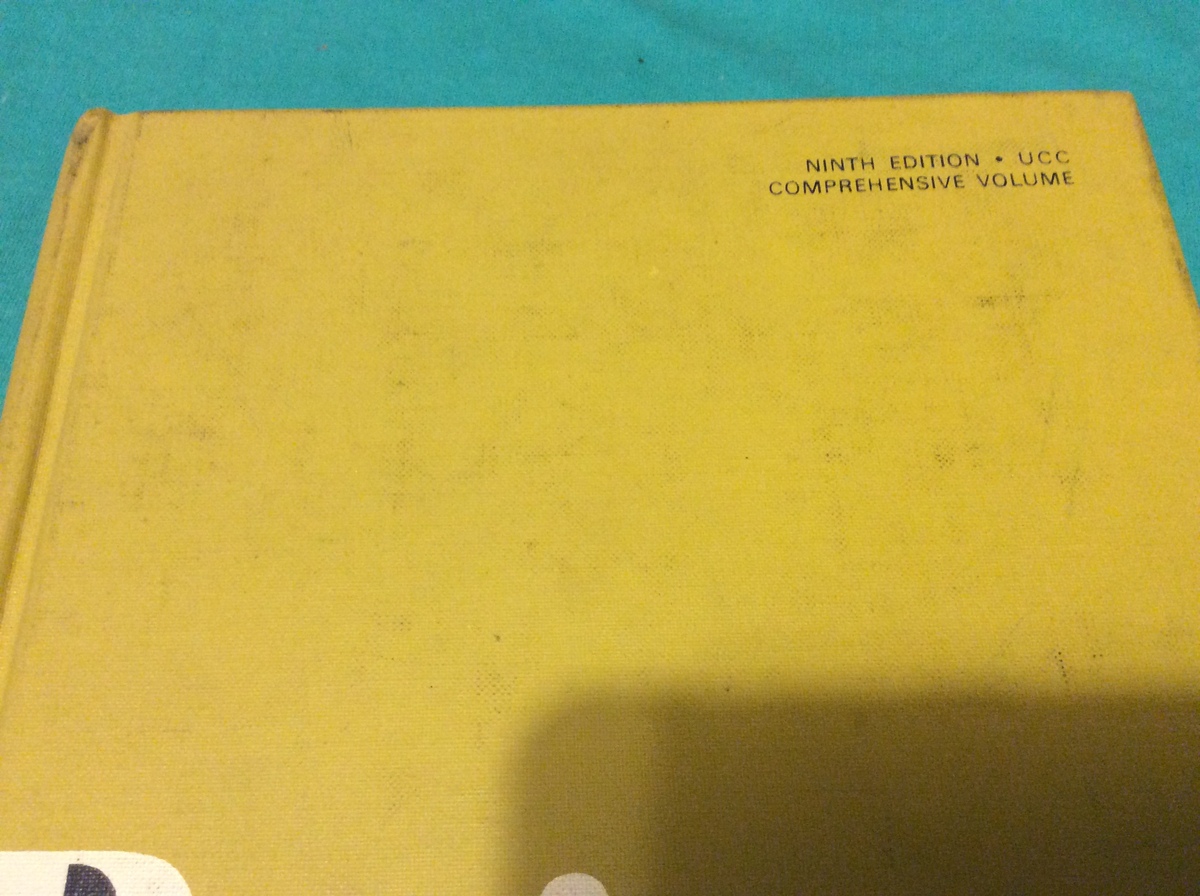 NINTH EDITION • UCC
COMPREHENSIVE VOLUME